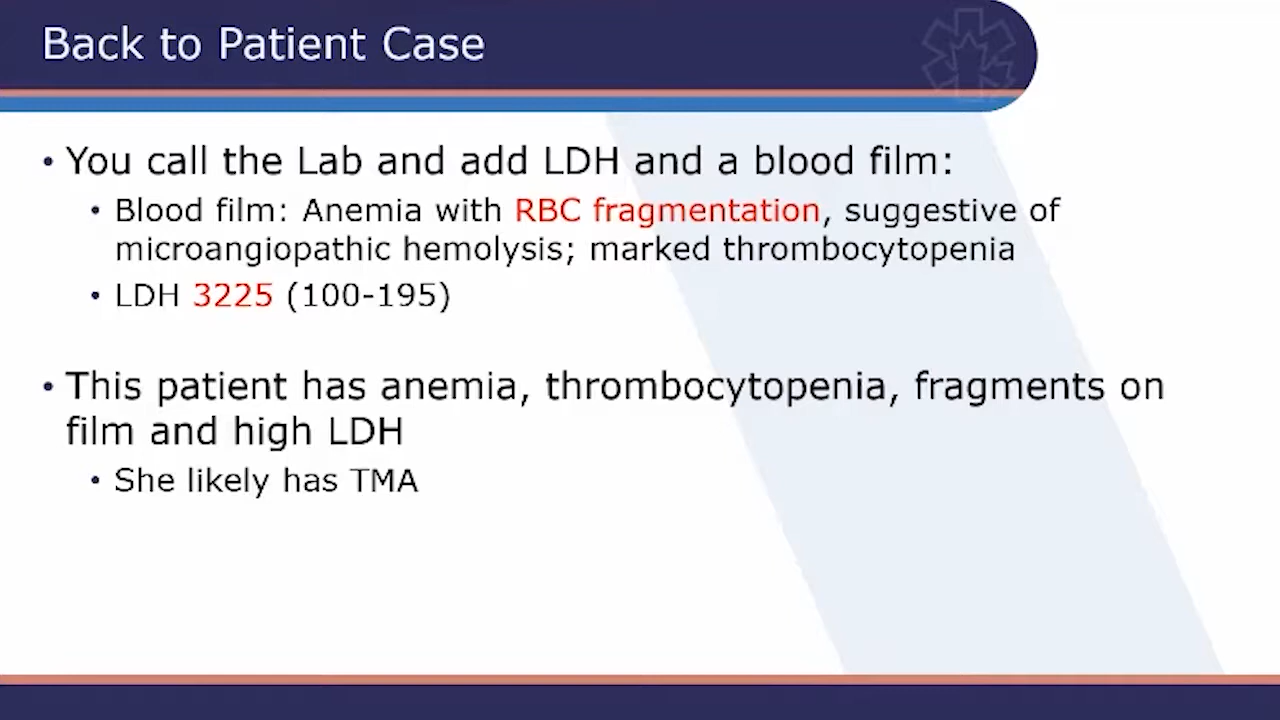 Back to Patient Case
• You call the Lab and add LDH and a blood film:
• Blood film: Anemia with RBC fragmentation, suggestive of
microangiopathic hemolysis; marked thrombocytopenia
• LDH 3225 (100-195)
• This patient has anemia, thrombocytopenia, fragments on
film and high LDH
• She likely has TMA